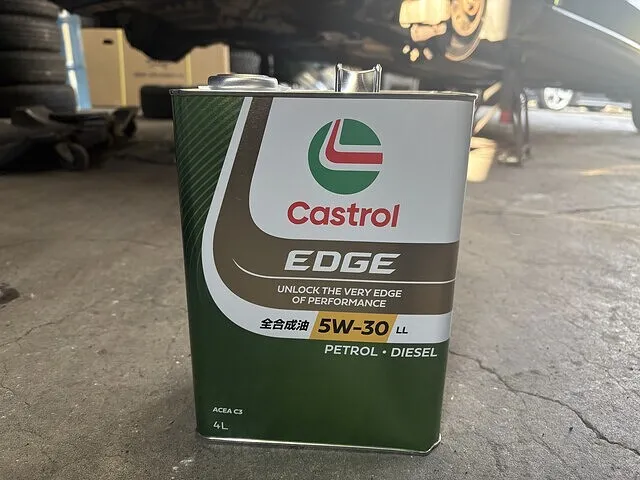 Castrol
EDGE
UNLOCK THE VERY EDGE
OF PERFORMANCE
全合成油 5W-30 LL
PETROL • DIESEL
ACEA C3
4L